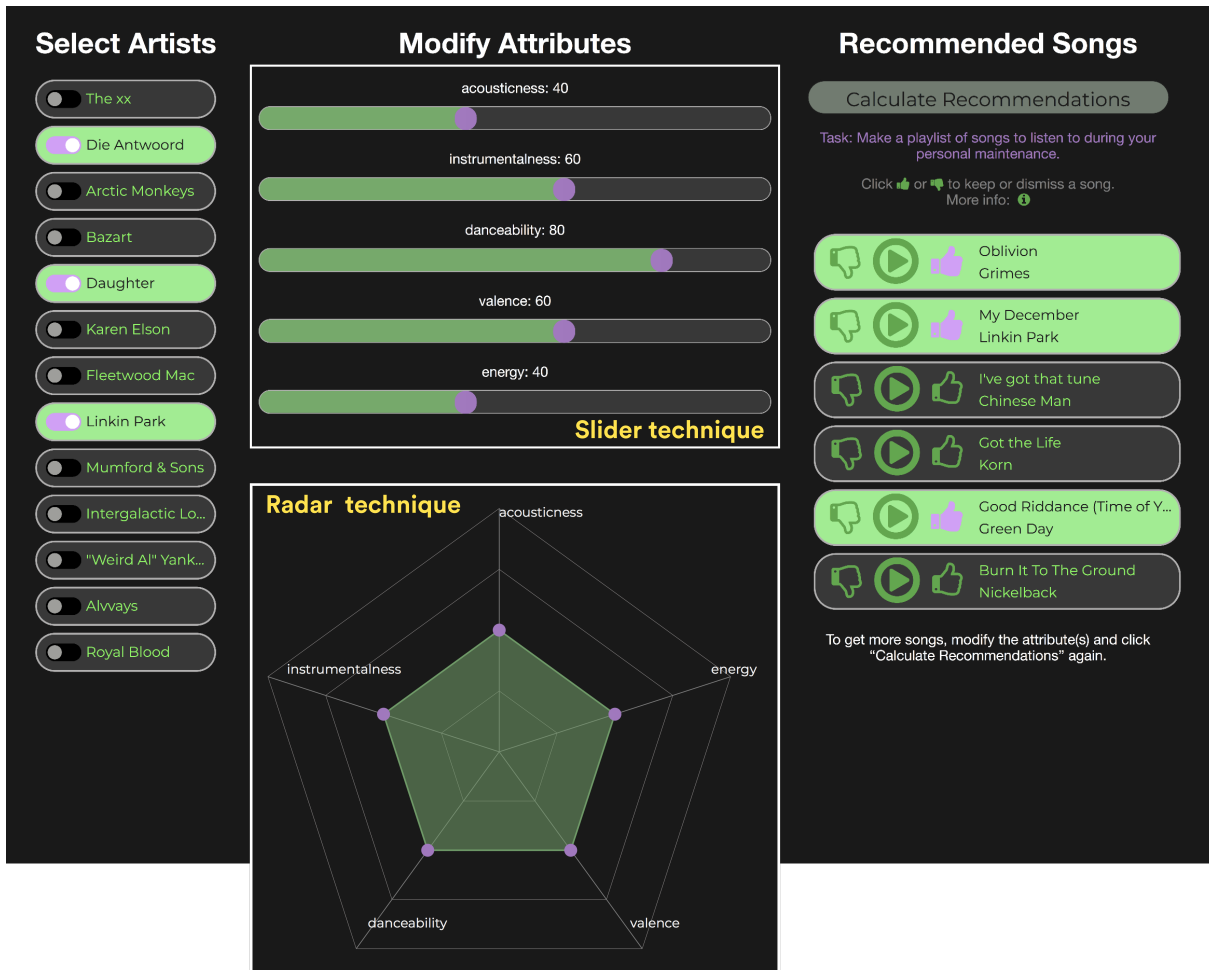 Select Artists
The xx
Die Antwoord
Arctic Monkeys
Bazart
Daughter
Karen Elson
Fleetwood Mac
Linkin Park
Mumford & Sons
Intergalactic Lo...
"Weird Al" Yank...
Alvvays
Royal Blood
Modify Attributes
acousticness: 40
instrumentalness: 60
danceability: 80
valence: 60
energy: 40
Slider technique
Radar technique
acousticness
instrumentalness
energy
danceability
valence
Recommended Songs
Calculate Recommendations
Task: Make a playlist of songs to listen to during your
personal maintenance.
Click or to keep or dismiss a song.
More info:
Oblivion
Grimes
My December
Linkin Park
I've got that tune
Chinese Man
Got the Life
Korn
Good Riddance (Time of Y...
Green Day
Burn It To The Ground
Nickelback
To get more songs, modify the attribute(s) and click
“Calculate Recommendations” again.